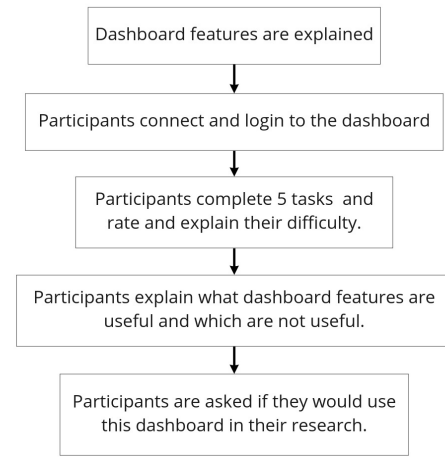 Dashboard features are explained
Participants connect and login to the dashboard
Participants complete 5 tasks  and
rate and explain their difficulty.
Participants explain what dashboard features are
useful and which are not useful.
Participants are asked if they would use
this dashboard in their research.